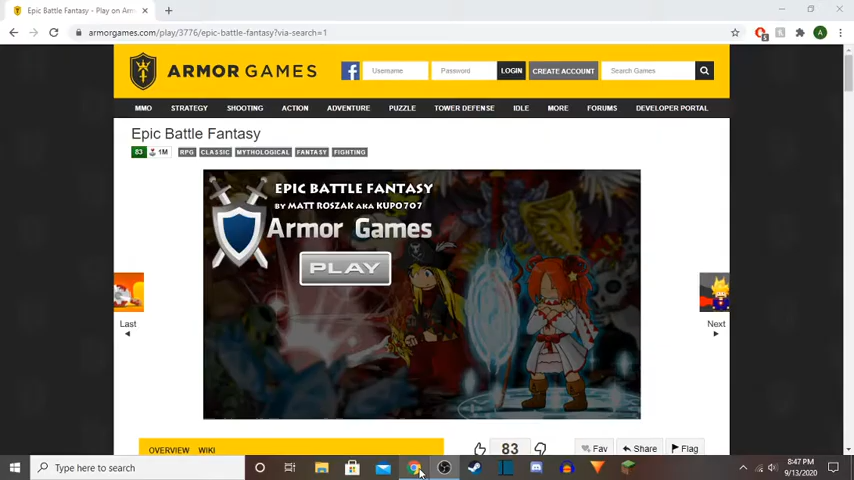 Epic Battle Fantasy - Play on Arm
armorgames.com/play/3776/epic-battle-fantasy?via-search=1
A
ARMOR GAMES
Username
Password
LOGIN
CREATE ACCOUNT
Search Games
MMO STRATEGY SHOOTING ACTION ADVENTURE PUZZLE TOWER DEFENSE IDLE MORE FORUMS DEVELOPER PORTAL
Epic Battle Fantasy
83 1M RPG CLASSIC MYTHOLOGICAL FANTASY FIGHTING
EPIC BATTLE FANTASY
BY MATT ROSZAK AKA KUPO707
Armor Games
PLAY
Last
Next
OVERVIEW WIKI
83 Fav Share Flag
Type here to search
8:47 PM
9/13/2020